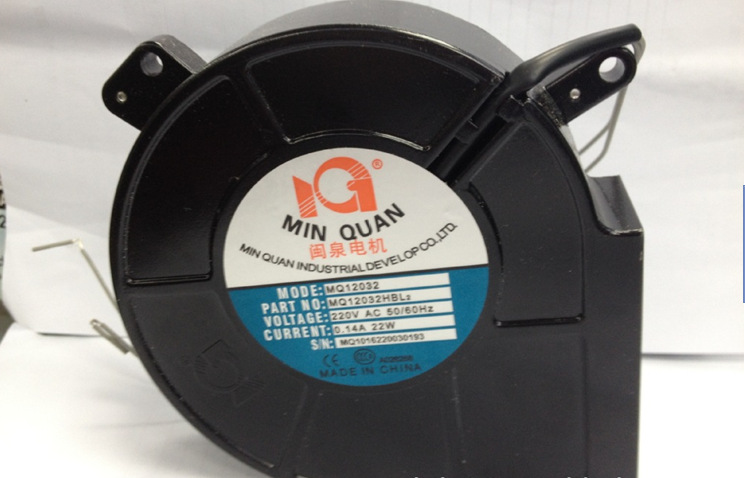 ®
MIN QUAN
闽泉电机
MIN QUAN INDUSTRIAL DEVELOP CO.,LTD.
MODE: MQ12032
PART NO: MQ12032HBL2
VOLTAGE: 220V AC 50/60Hz
CURRENT: 0.14A 22W
S/N: MQ1016220030193
CE
MADE IN CHINA